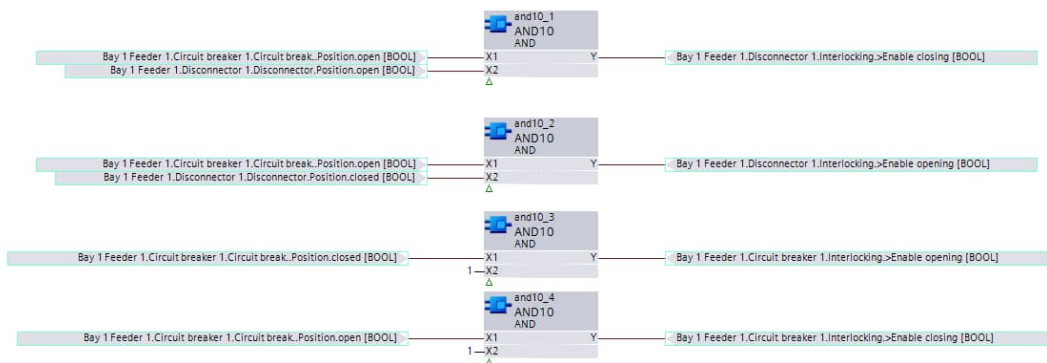 and10_1
AND10
AND
Bay 1 Feeder 1.Circuit breaker 1.Circuit break..Position.open [BOOL] X1 Y Bay 1 Feeder 1.Disconnector 1.Interlocking.>Enable closing [BOOL]
Bay 1 Feeder 1.Disconnector 1.Disconnector.Position.open [BOOL] X2
and10_2
AND10
AND
Bay 1 Feeder 1.Circuit breaker 1.Circuit break..Position.open [BOOL] X1 Y Bay 1 Feeder 1.Disconnector 1.Interlocking.>Enable opening [BOOL]
Bay 1 Feeder 1.Disconnector 1.Disconnector.Position.closed [BOOL] X2
and10_3
AND10
AND
Bay 1 Feeder 1.Circuit breaker 1.Circuit break..Position.closed [BOOL] X1 Y Bay 1 Feeder 1.Circuit breaker 1.Interlocking.>Enable opening [BOOL]
1 X2
and10_4
AND10
AND
Bay 1 Feeder 1.Circuit breaker 1.Circuit break..Position.open [BOOL] X1 Y Bay 1 Feeder 1.Circuit breaker 1.Interlocking.>Enable closing [BOOL]
1 X2